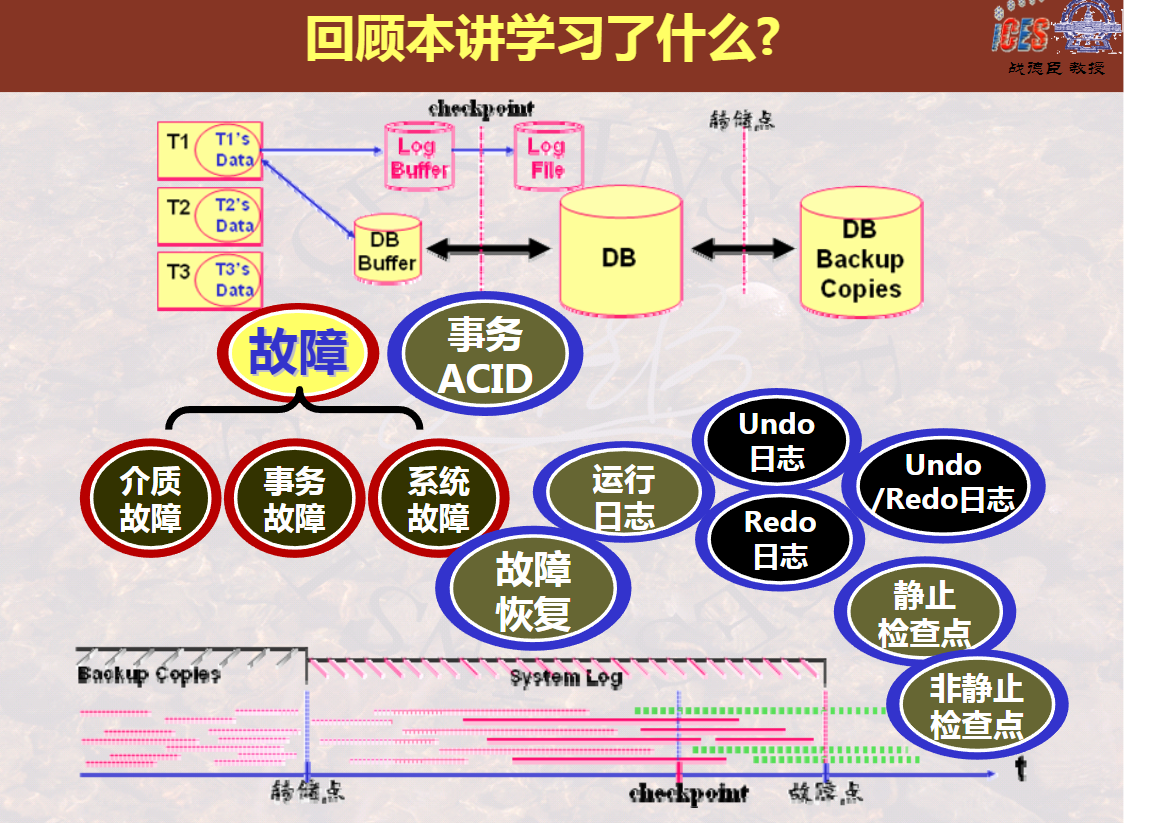 回顾本讲学习了什么?
iCES
战德臣 教授
checkpoint
转储点
T1
T1's
Data
Log
Buffer
Log
File
T2
T2's
Data
DB
Buffer
DB
DB
Backup
Copies
T3
T3's
Data
故障
事务
ACID
介质
故障
事务
故障
系统
故障
运行
日志
Undo
日志
Undo
/Redo日志
Redo
日志
故障
恢复
静止
检查点
非静止
检查点
Backup Copies
System Log
t
转储点
checkpoint
故障点